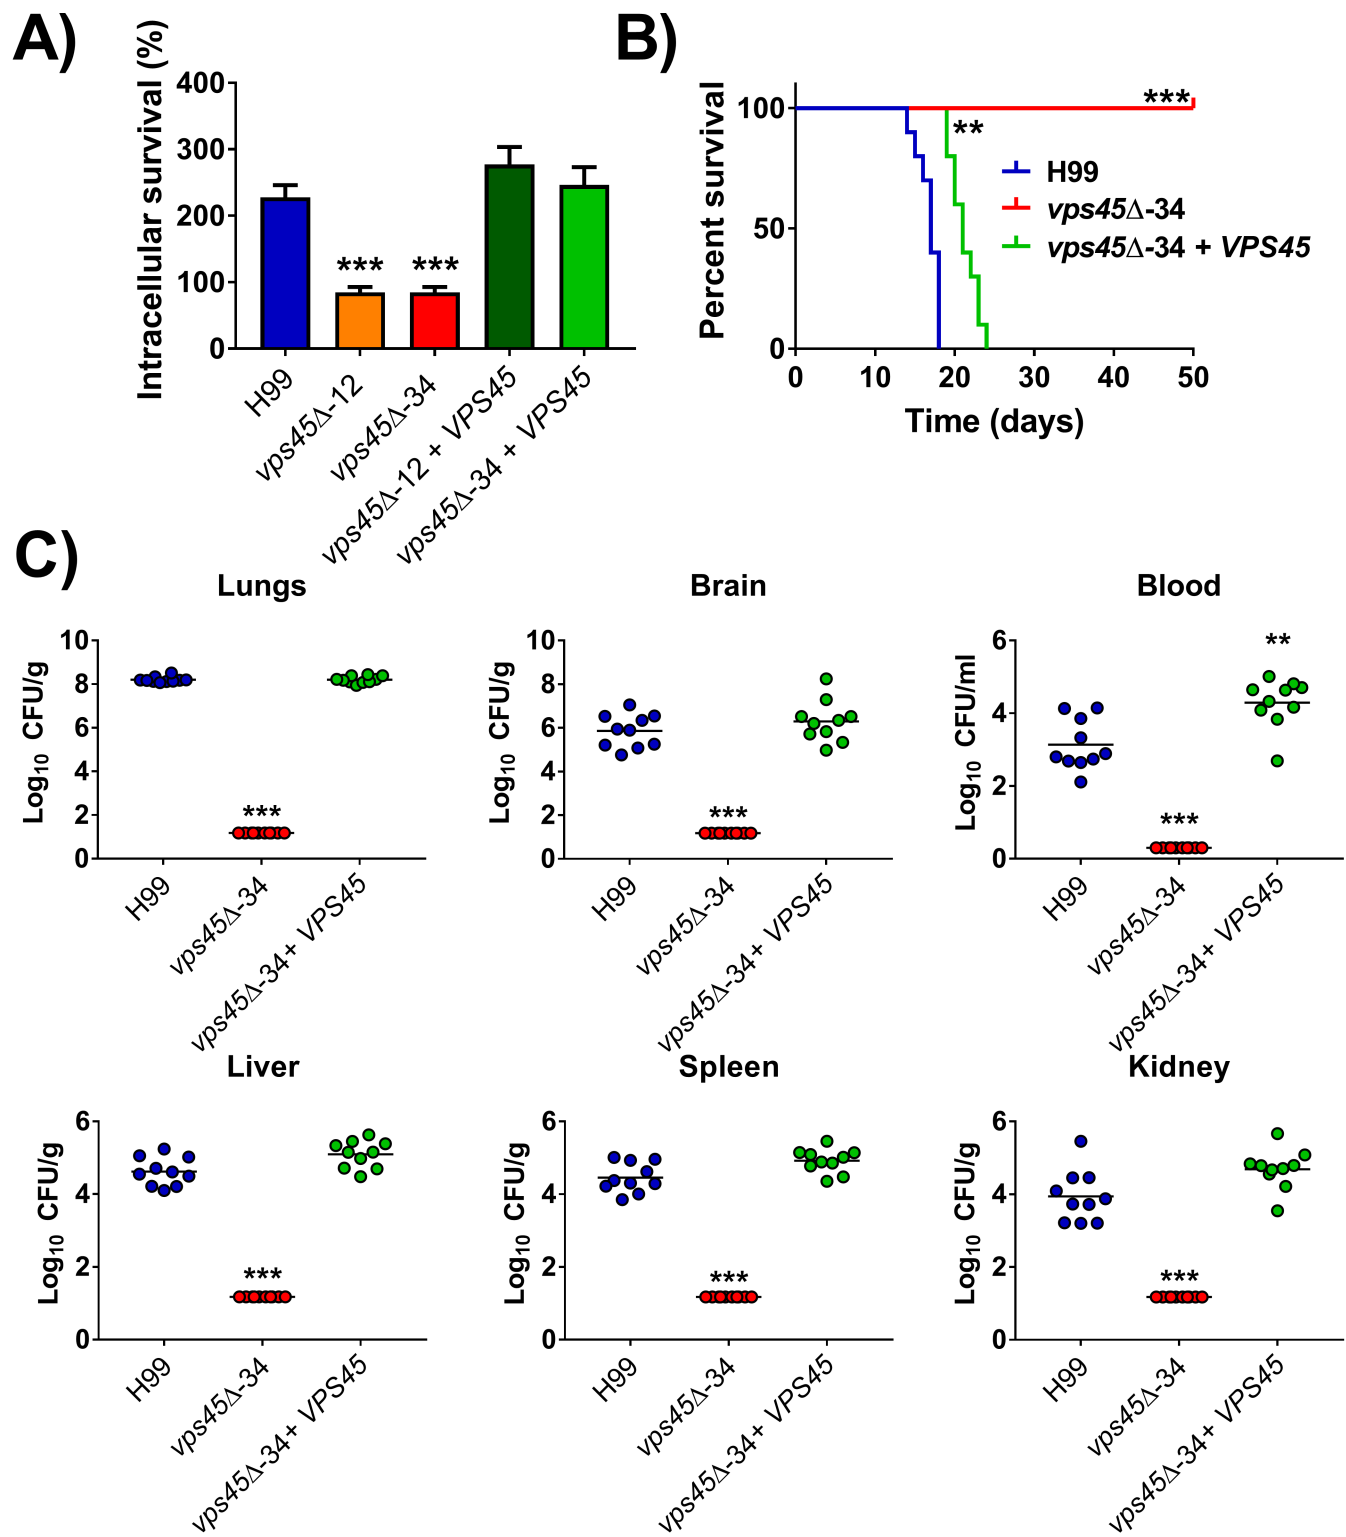 A)
Intracellular survival (%)
400
300
200
100
0
***
***
H99
vps45Δ-12
vps45Δ-34
vps45Δ-12 + VPS45
vps45Δ-34 + VPS45
B)
Percent survival
100
50
0
***
**
H99
vps45Δ-34
vps45Δ-34 + VPS45
0 10 20 30 40 50
Time (days)
C)
Lungs
Log10 CFU/g
10
8
6
4
2
0
***
H99
vps45Δ-34
vps45Δ-34+ VPS45
Brain
Log10 CFU/g
10
8
6
4
2
0
***
H99
vps45Δ-34
vps45Δ-34+ VPS45
Blood
Log10 CFU/ml
6
4
2
0
**
***
H99
vps45Δ-34
vps45Δ-34+ VPS45
Liver
Log10 CFU/g
6
4
2
0
***
H99
vps45Δ-34
vps45Δ-34+ VPS45
Spleen
Log10 CFU/g
6
4
2
0
***
H99
vps45Δ-34
vps45Δ-34+ VPS45
Kidney
Log10 CFU/g
6
4
2
0
***
H99
vps45Δ-34
vps45Δ-34+ VPS45